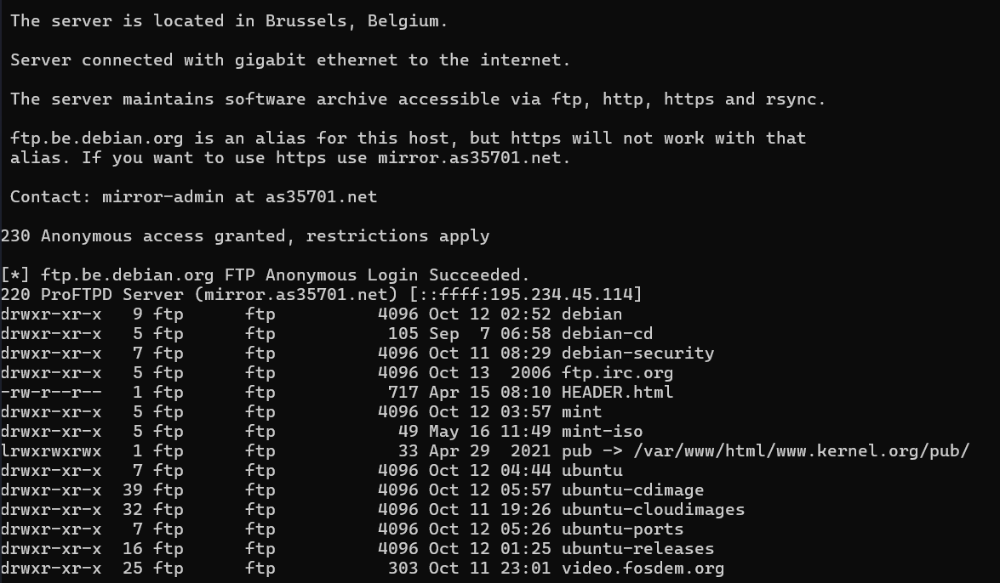 The server is located in Brussels, Belgium.
Server connected with gigabit ethernet to the internet.
The server maintains software archive accessible via ftp, http, https and rsync.
ftp.be.debian.org is an alias for this host, but https will not work with that
alias. If you want to use https use mirror.as35701.net.
Contact: mirror-admin at as35701.net
230 Anonymous access granted, restrictions apply
[*] ftp.be.debian.org FTP Anonymous Login Succeeded.
220 ProFTPD Server (mirror.as35701.net) [::ffff:195.234.45.114]
drwxr-xr-x   9 ftp      ftp          4096 Oct 12 02:52 debian
drwxr-xr-x   5 ftp      ftp           105 Sep  7 06:58 debian-cd
drwxr-xr-x   7 ftp      ftp          4096 Oct 11 08:29 debian-security
drwxr-xr-x   5 ftp      ftp          4096 Oct 13  2006 ftp.irc.org
-rw-r--r--   1 ftp      ftp           717 Apr 15 08:10 HEADER.html
drwxr-xr-x   5 ftp      ftp          4096 Oct 12 03:57 mint
drwxr-xr-x   5 ftp      ftp            49 May 16 11:49 mint-iso
lrwxrwxrwx   1 ftp      ftp            33 Apr 29  2021 pub -> /var/www/html/www.kernel.org/pub/
drwxr-xr-x   7 ftp      ftp          4096 Oct 12 04:44 ubuntu
drwxr-xr-x  39 ftp      ftp          4096 Oct 12 05:57 ubuntu-cdimage
drwxr-xr-x  32 ftp      ftp          4096 Oct 11 19:26 ubuntu-cloudimages
drwxr-xr-x   7 ftp      ftp          4096 Oct 12 05:26 ubuntu-ports
drwxr-xr-x  16 ftp      ftp          4096 Oct 12 01:25 ubuntu-releases
drwxr-xr-x  25 ftp      ftp           303 Oct 11 23:01 video.fosdem.org